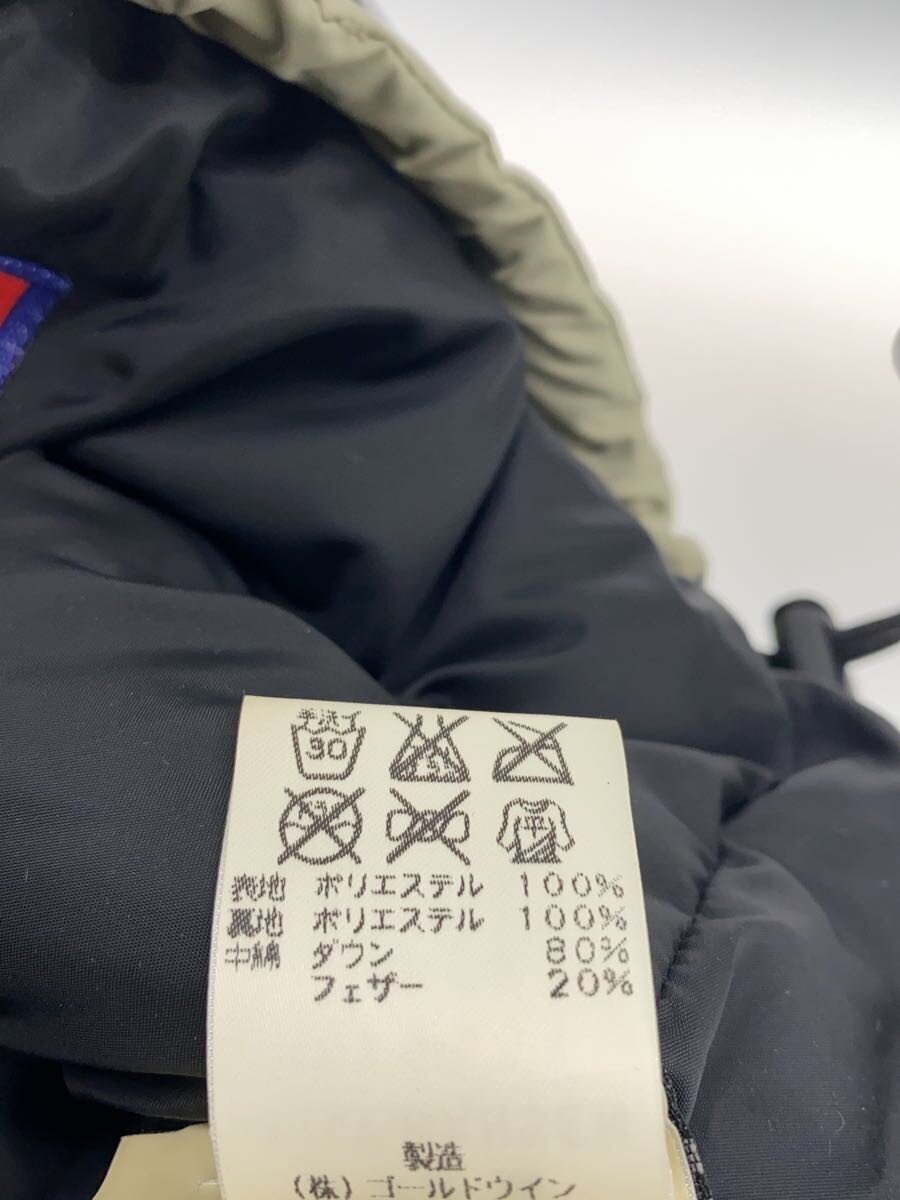 手洗イ
30
平
表地 ポリエステル 100%
裏地 ポリエステル 100%
中綿 ダウン 80%
フェザー 20%
製造
(株)ゴールドウイン